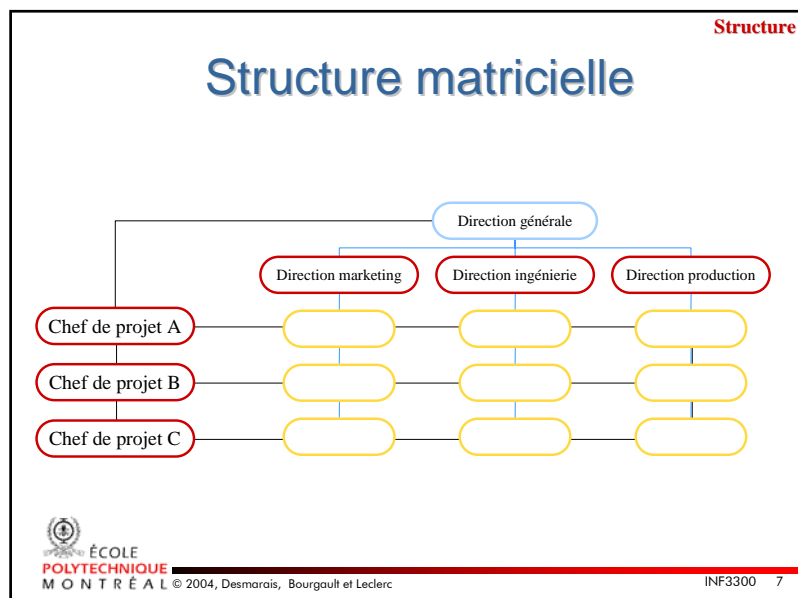 Structure
Structure matricielle
Direction générale
Direction marketing Direction ingénierie Direction production
Chef de projet A
Chef de projet B
Chef de projet C
ÉCOLE
POLYTECHNIQUE
MONTRÉAL © 2004, Desmarais, Bourgault et Leclerc INF3300 7